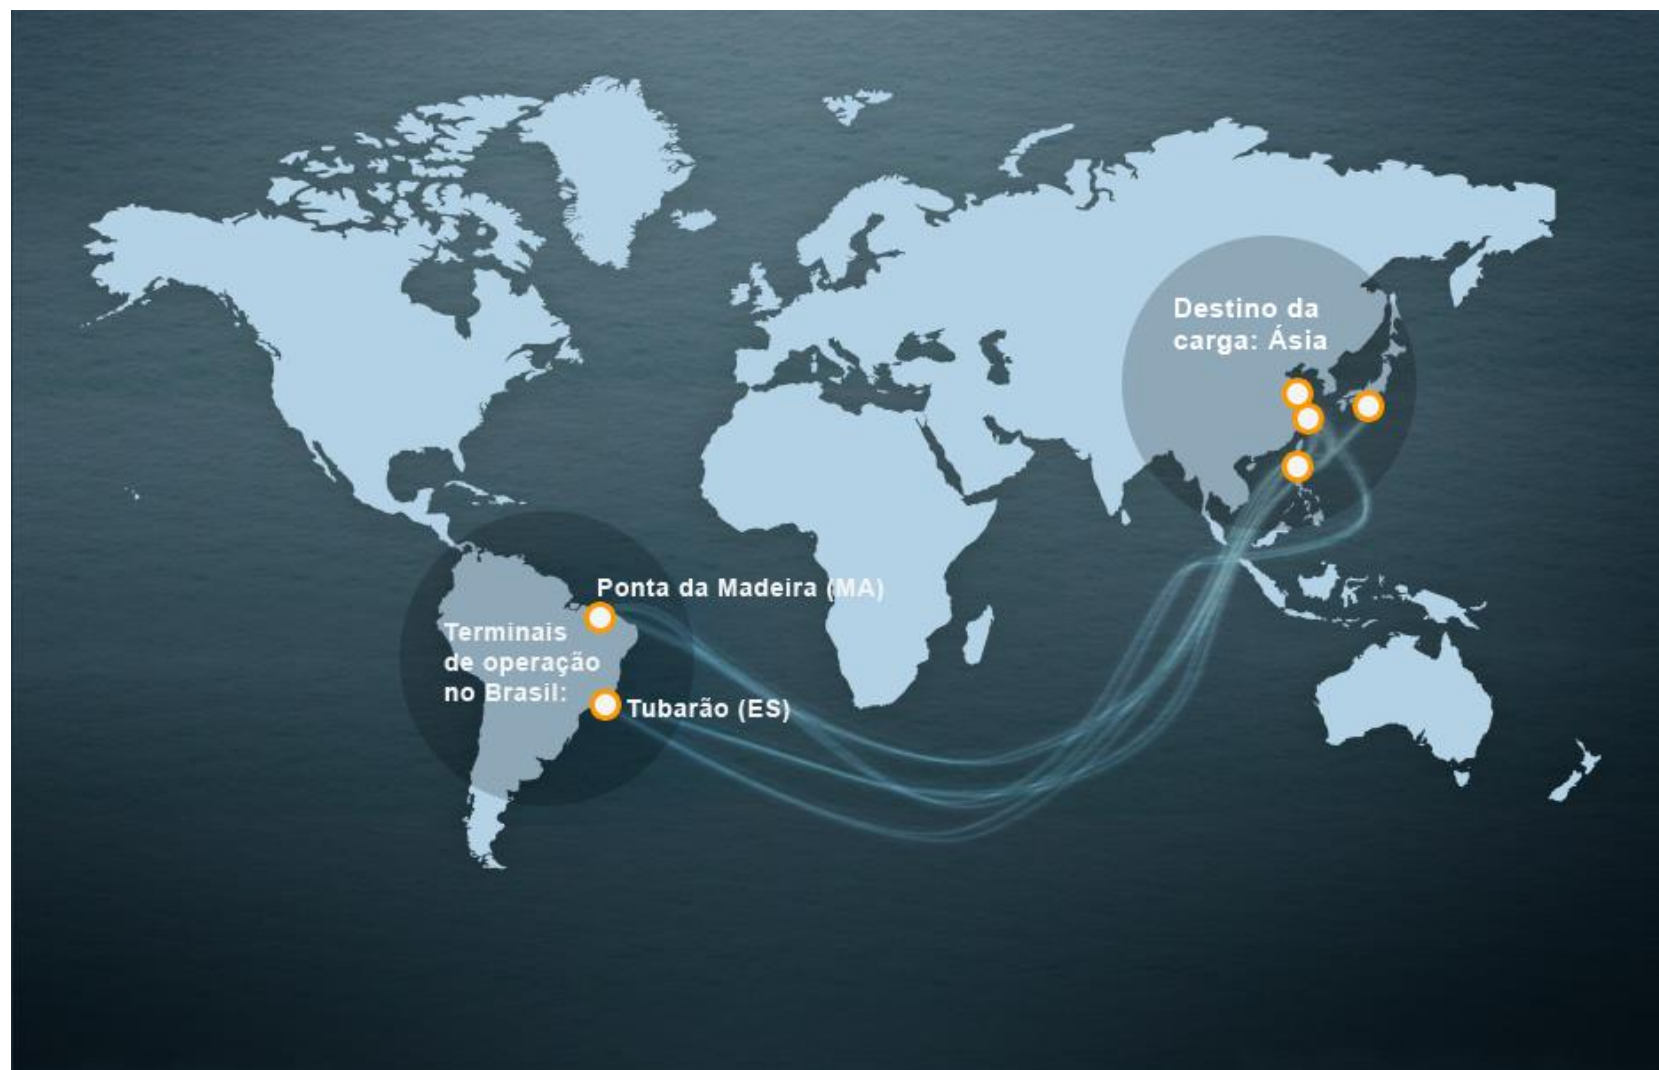 Destino da
carga: Ásia
Ponta da Madeira (MA)
Terminais
de operação
no Brasil:
Tubarão (ES)